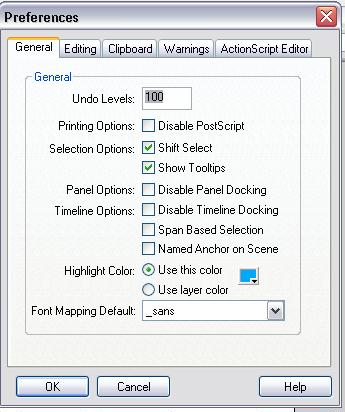 Preferences
General Editing Clipboard Warnings ActionScript Editor
General
Undo Levels: 100
Printing Options: Disable PostScript
Selection Options: Shift Select
Show Tooltips
Panel Options: Disable Panel Docking
Timeline Options: Disable Timeline Docking
Span Based Selection
Named Anchor on Scene
Highlight Color: Use this color
Use layer color
Font Mapping Default: _sans
OK Cancel Help